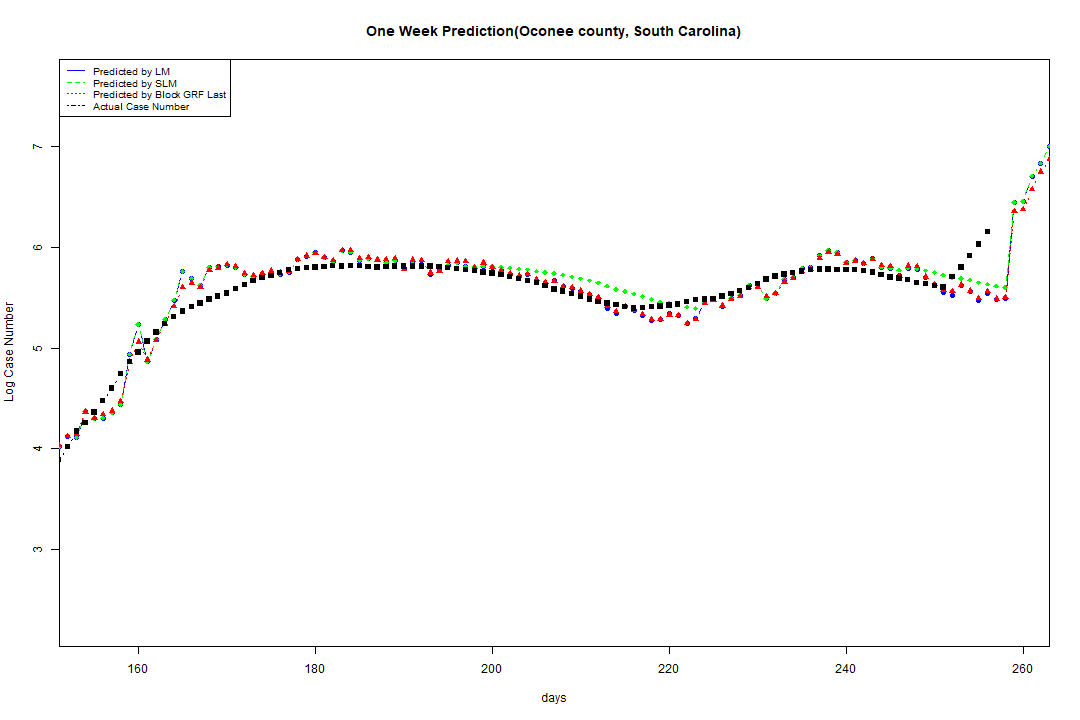 One Week Prediction(Oconee county, South Carolina)
Predicted by LM
Predicted by SLM
Predicted by Block GRF Last
Actual Case Number
7
6
5
4
3
Log Case Number
160 180 200 220 240 260
days